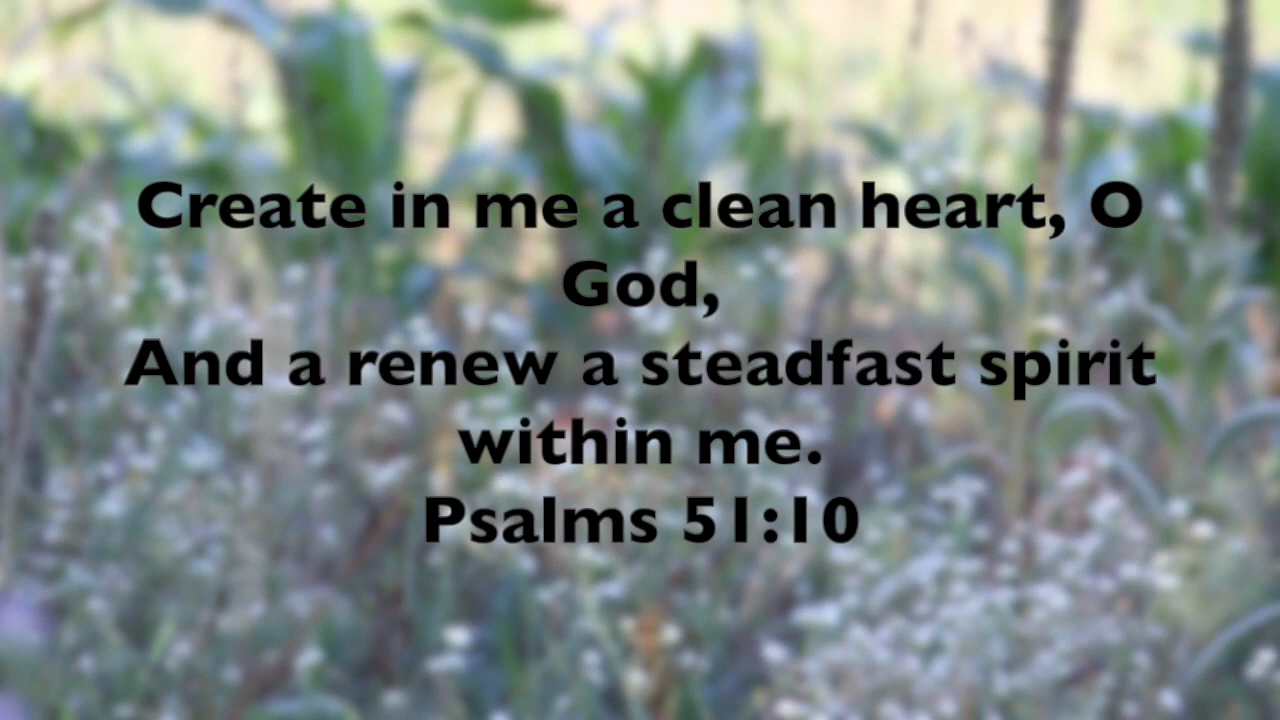 Create in me a clean heart, O
God,
And a renew a steadfast spirit
within me.
Psalms 51:10